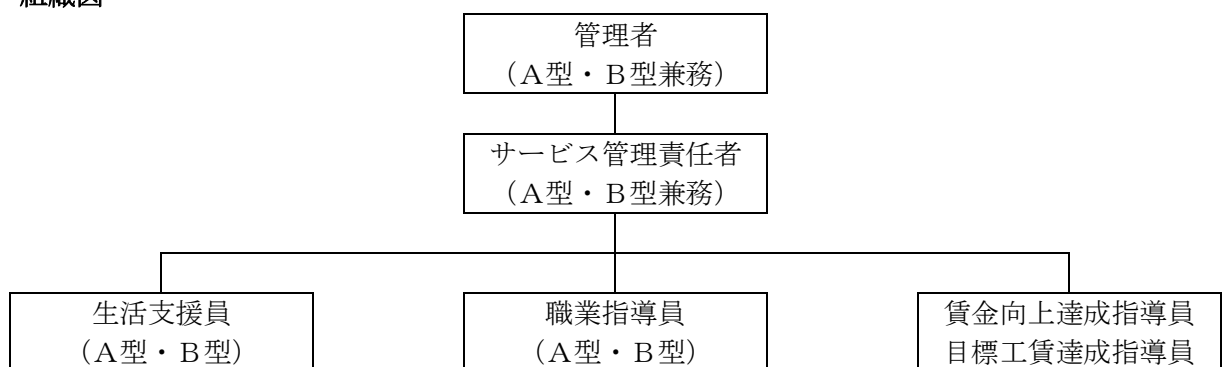 組織図
管理者
（Ａ型・Ｂ型兼務）
サービス管理責任者
（Ａ型・Ｂ型兼務）
生活支援員
（Ａ型・Ｂ型）
職業指導員
（Ａ型・Ｂ型）
賃金向上達成指導員
目標工賃達成指導員